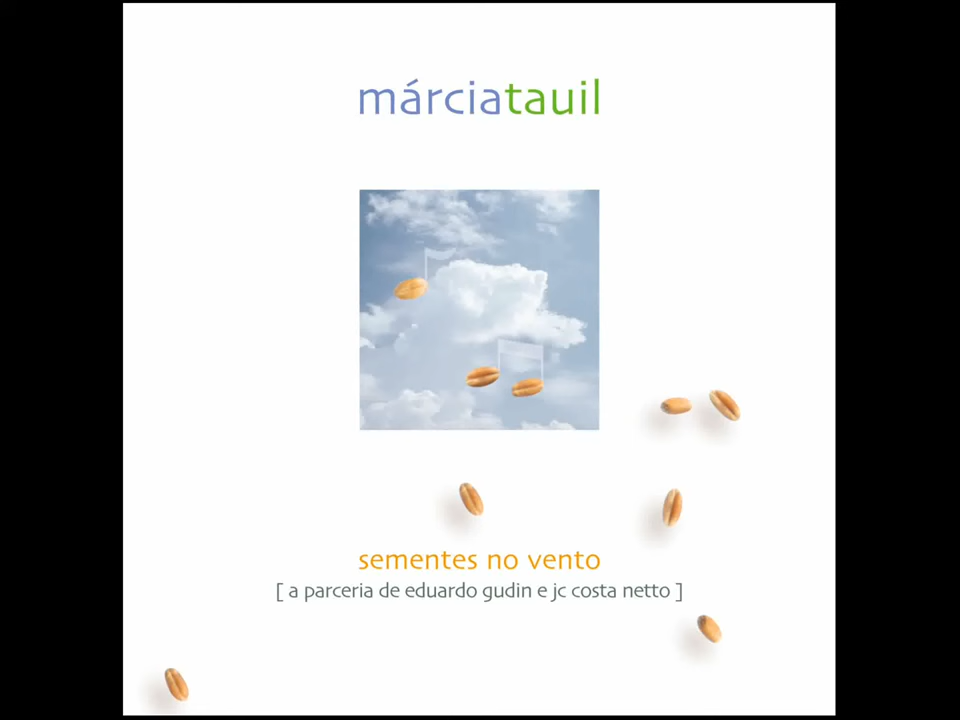 márciatauil
sementes no vento
[ a parceria de eduardo gudin e jc costa netto ]